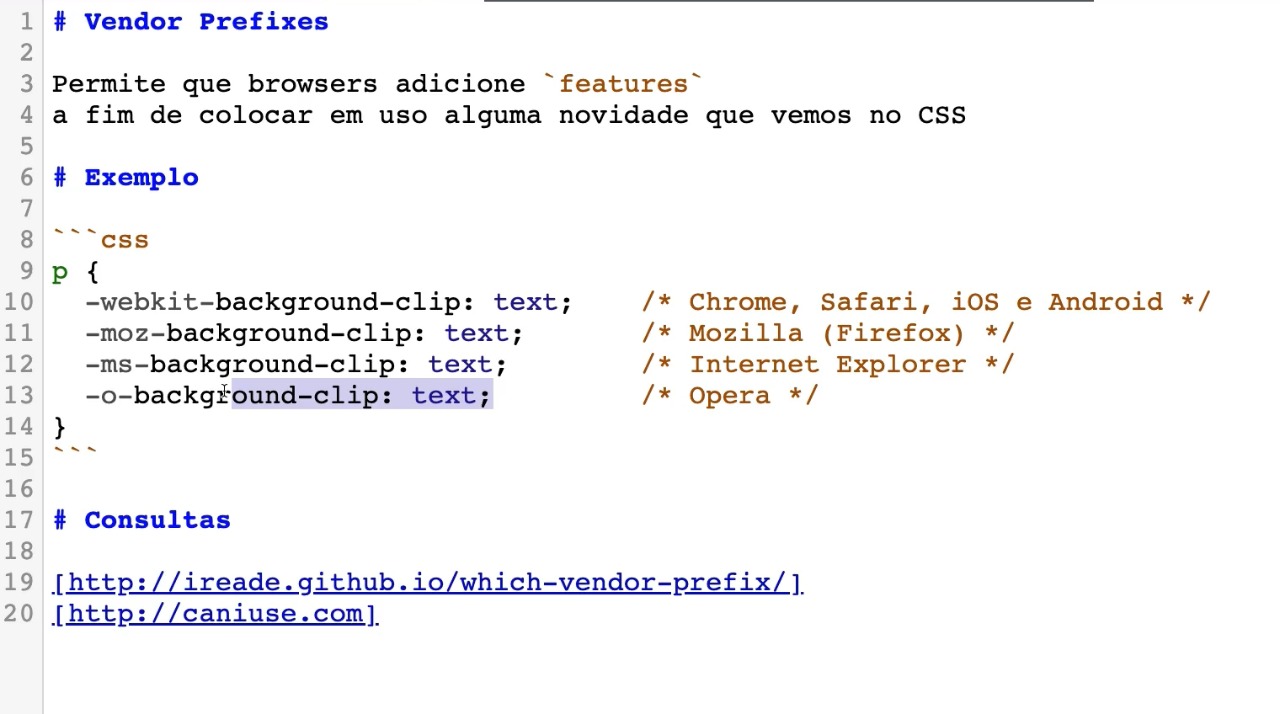 1 # Vendor Prefixes
2
3 Permite que browsers adicione `features`
4 a fim de colocar em uso alguma novidade que vemos no CSS
5
6 # Exemplo
7
8 ```css
9 p {
10 -webkit-background-clip: text; /* Chrome, Safari, iOS e Android */
11 -moz-background-clip: text; /* Mozilla (Firefox) */
12 -ms-background-clip: text; /* Internet Explorer */
13 -o-background-clip: text; /* Opera */
14 }
15 ```
16
17 # Consultas
18
19 [http://ireade.github.io/which-vendor-prefix/]
20 [http://caniuse.com]